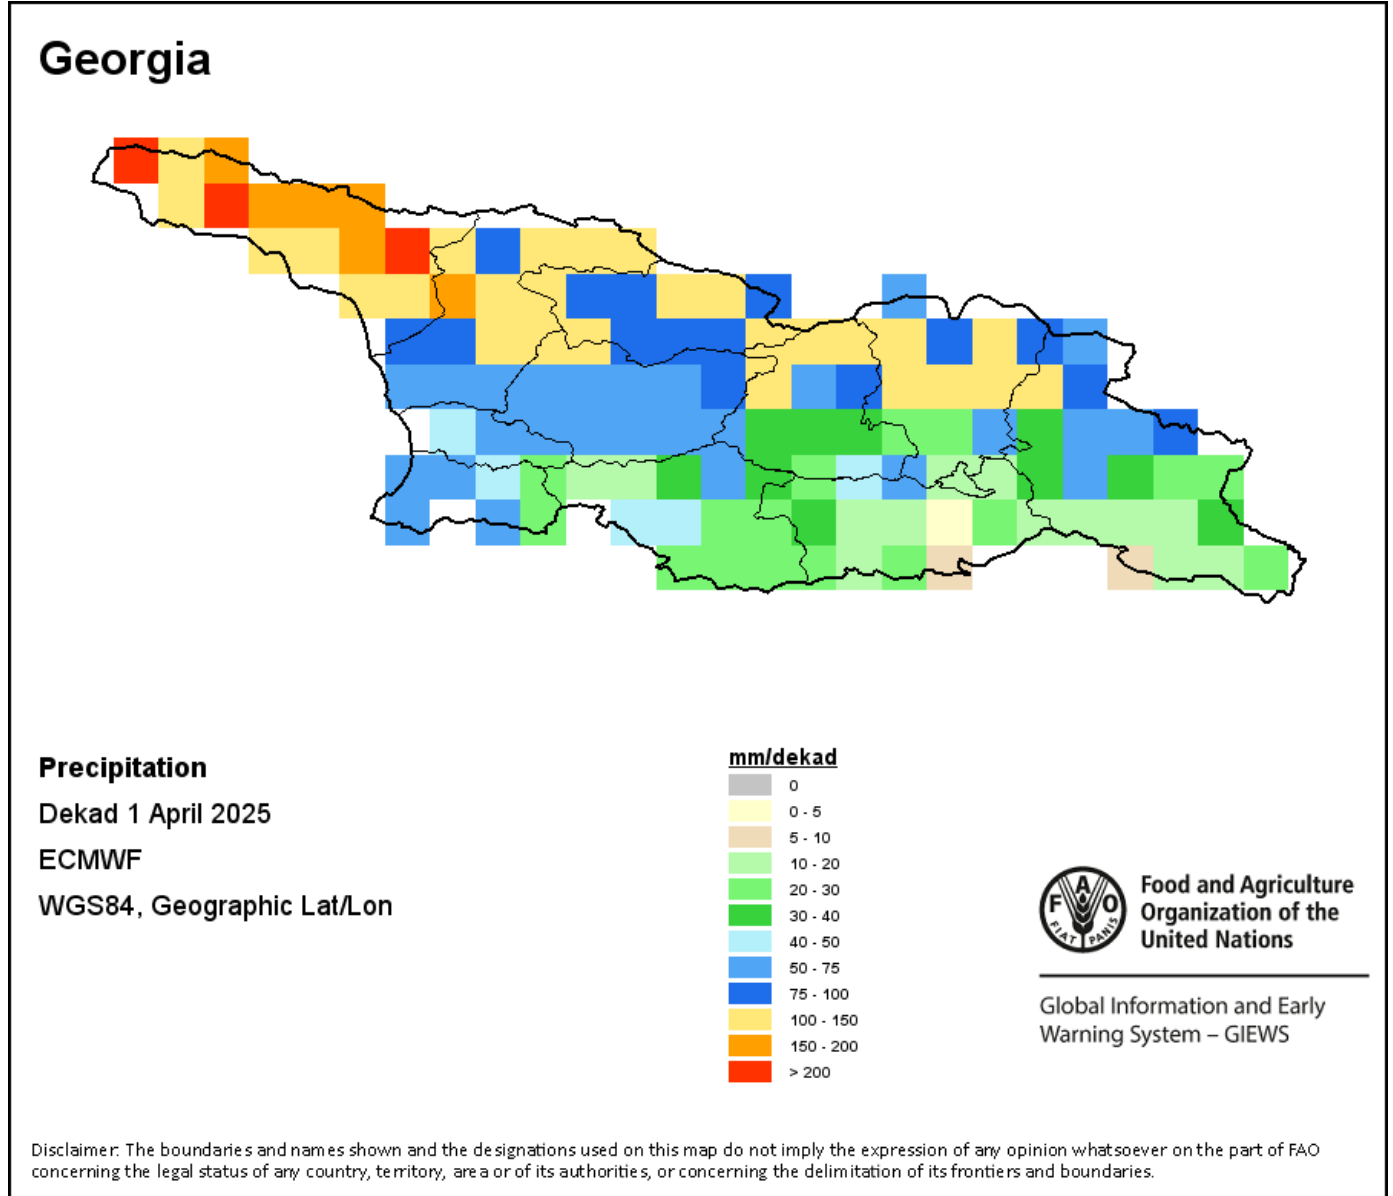 Georgia
Precipitation
Dekad 1 April 2025
ECMWF
WGS84, Geographic Lat/Lon
mm/dekad
0
0 - 5
5 - 10
10 - 20
20 - 30
30 - 40
40 - 50
50 - 75
75 - 100
100 - 150
150 - 200
> 200
F A O
FIAT PANIS
Food and Agriculture
Organization of the
United Nations
Global Information and Early
Warning System – GIEWS
Disclaimer: The boundaries and names shown and the designations used on this map do not imply the expression of any opinion whatsoever on the part of FAO
concerning the legal status of any country, territory, area or of its authorities, or concerning the delimitation of its frontiers and boundaries.